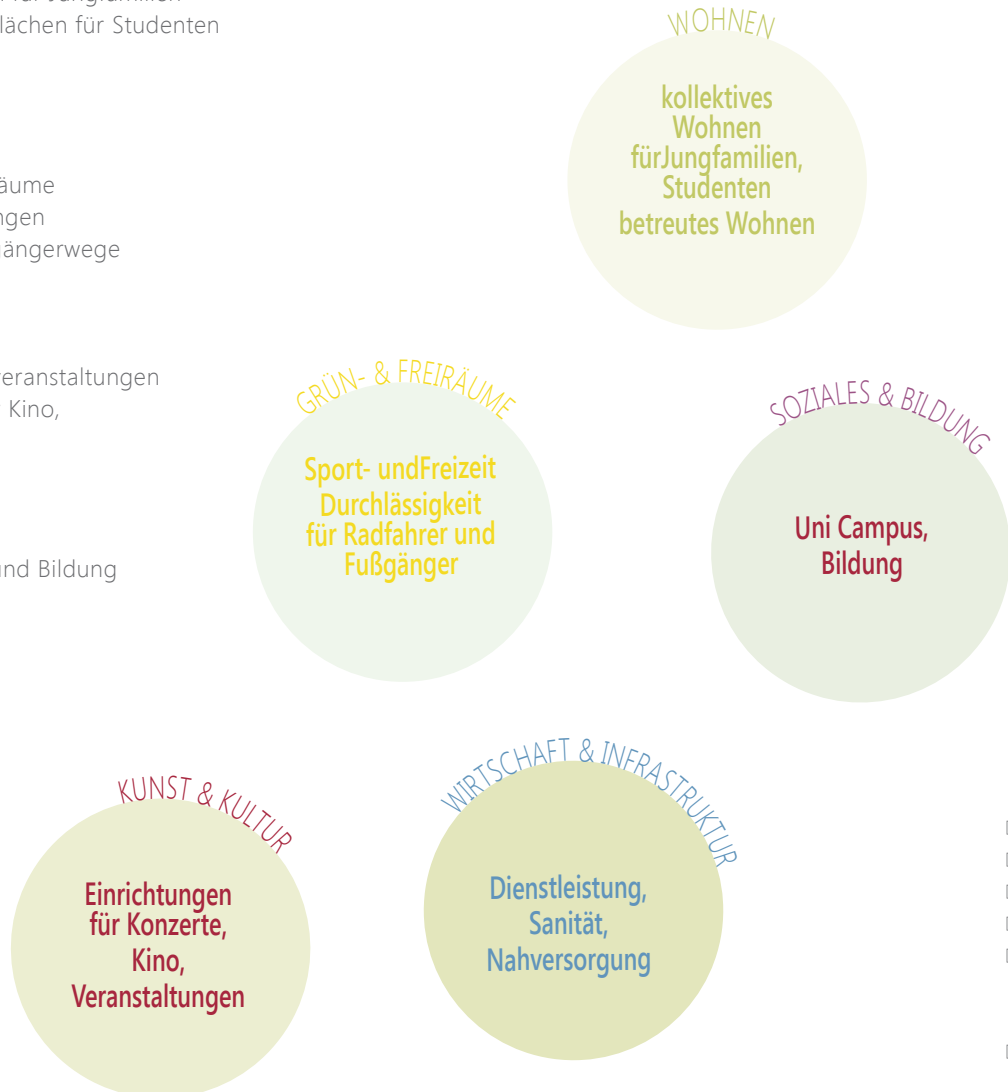 für Jungfamilien
lächen für Studenten
äume
ngen
gängerwege
eranstaltungen
Kino,
und Bildung
WOHNEN
kollektives
Wohnen
fürJungfamilien,
Studenten
betreutes Wohnen
GRÜN- & FREIRÄUME
Sport- undFreizeit
Durchlässigkeit
für Radfahrer und
Fußgänger
SOZIALES & BILDUNG
Uni Campus,
Bildung
KUNST & KULTUR
Einrichtungen
für Konzerte,
Kino,
Veranstaltungen
WIRTSCHAFT & INFRASTRUKTUR
Dienstleistung,
Sanität,
Nahversorgung